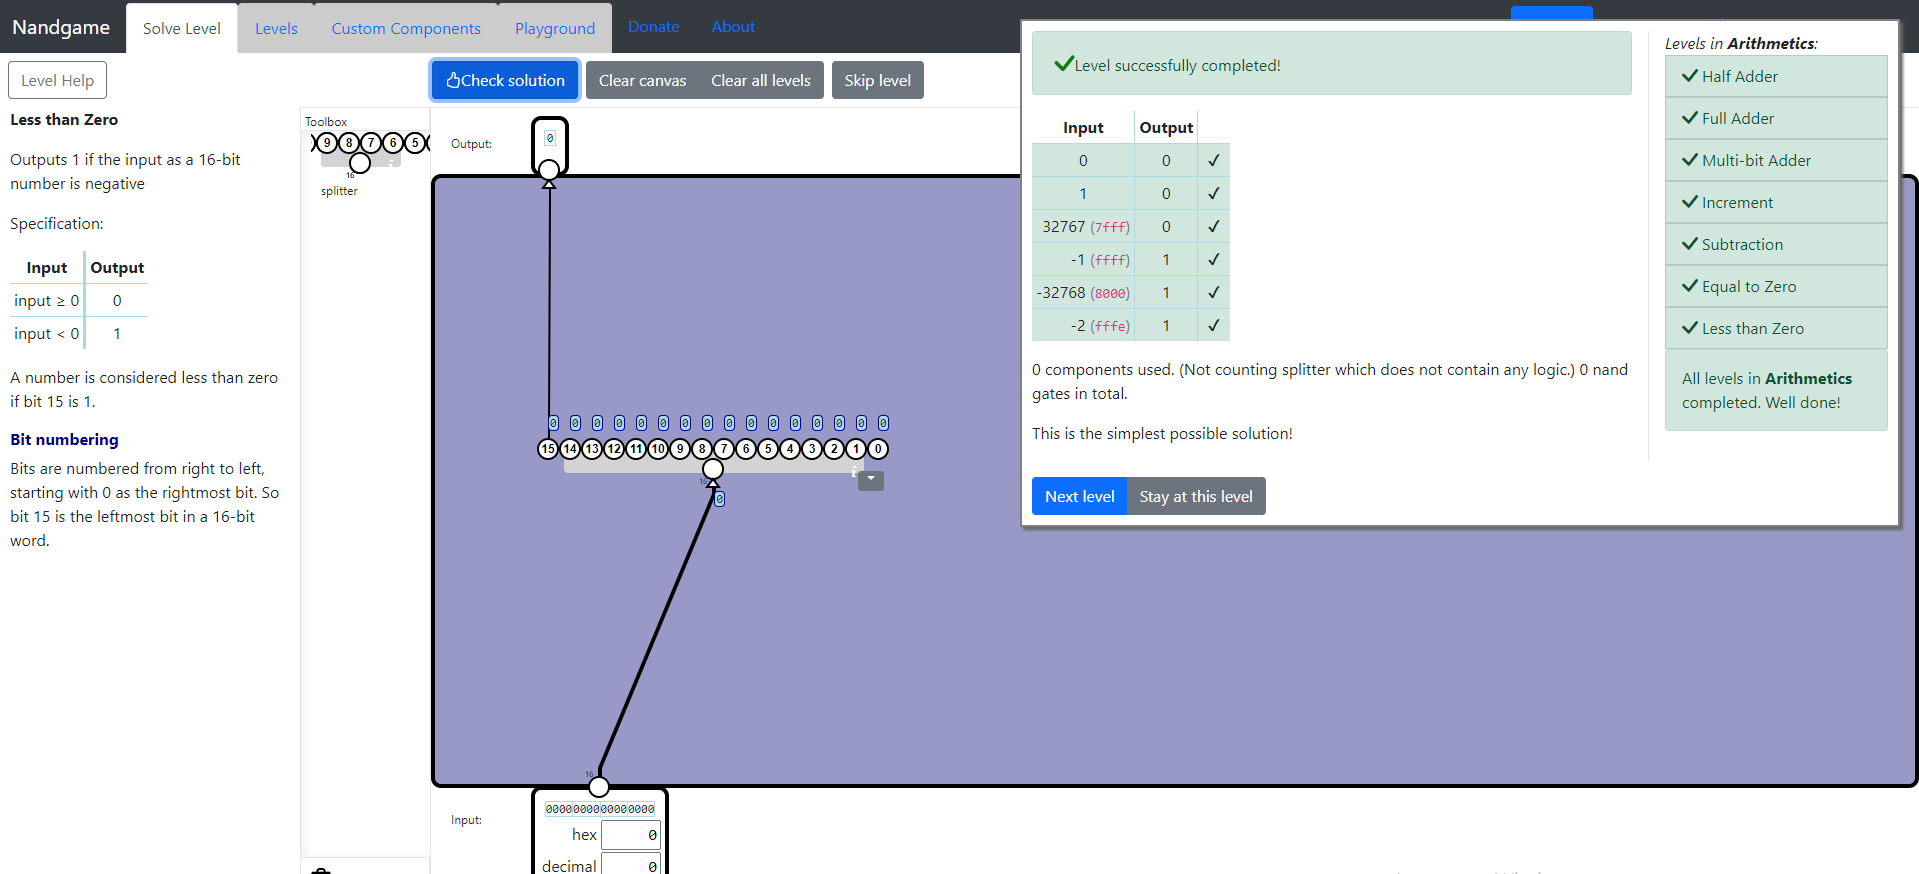 Nandgame
Solve Level
Levels
Custom Components
Playground
Donate
About
Level Help
Check solution
Clear canvas
Clear all levels
Skip level
Less than Zero
Outputs 1 if the input as a 16-bit
number is negative
Specification:
Input Output
input ≥ 0 0
input < 0 1
A number is considered less than zero
if bit 15 is 1.
Bit numbering
Bits are numbered from right to left,
starting with 0 as the rightmost bit. So
bit 15 is the leftmost bit in a 16-bit
word.
Toolbox
9 8 7 6 5
16
splitter
Output:
0
0 0 0 0 0 0 0 0 0 0 0 0 0 0 0 0
15 14 13 12 11 10 9 8 7 6 5 4 3 2 1 0
16
0
16
Input:
0000000000000000
hex 0
decimal 0
Level successfully completed!
Input Output
0 0 ✓
1 0 ✓
32767 (7fff) 0 ✓
-1 (ffff) 1 ✓
-32768 (8000) 1 ✓
-2 (fffe) 1 ✓
0 components used. (Not counting splitter which does not contain any logic.) 0 nand
gates in total.
This is the simplest possible solution!
Next level
Stay at this level
Levels in Arithmetics:
Half Adder
Full Adder
Multi-bit Adder
Increment
Subtraction
Equal to Zero
Less than Zero
All levels in Arithmetics
completed. Well done!